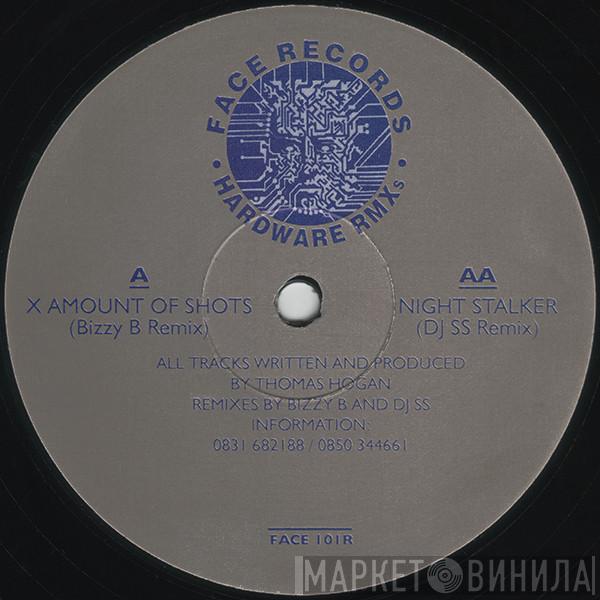 FACE RECORDS
• HARDWARE RMXs •
A
X AMOUNT OF SHOTS
(Bizzy B Remix)
AA
NIGHT STALKER
(DJ SS Remix)
ALL TRACKS WRITTEN AND PRODUCED
BY THOMAS HOGAN
REMIXES BY BIZZY B AND DJ SS
INFORMATION:
0831 682188 / 0850 344661
FACE 101R
МАРКЕТ ВИНИЛА